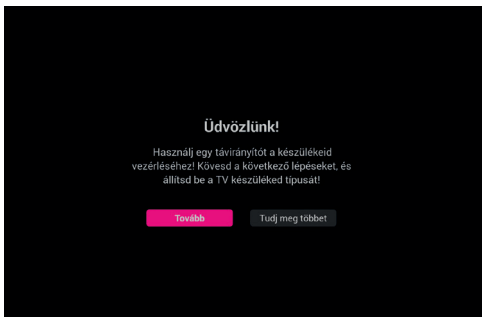 Üdvözlünk!
Használj egy távirányítót a készülékeid
vezérléséhez! Kövesd a következő lépéseket, és
állítsd be a TV készüléked típusát!
Tovább
Tudj meg többet